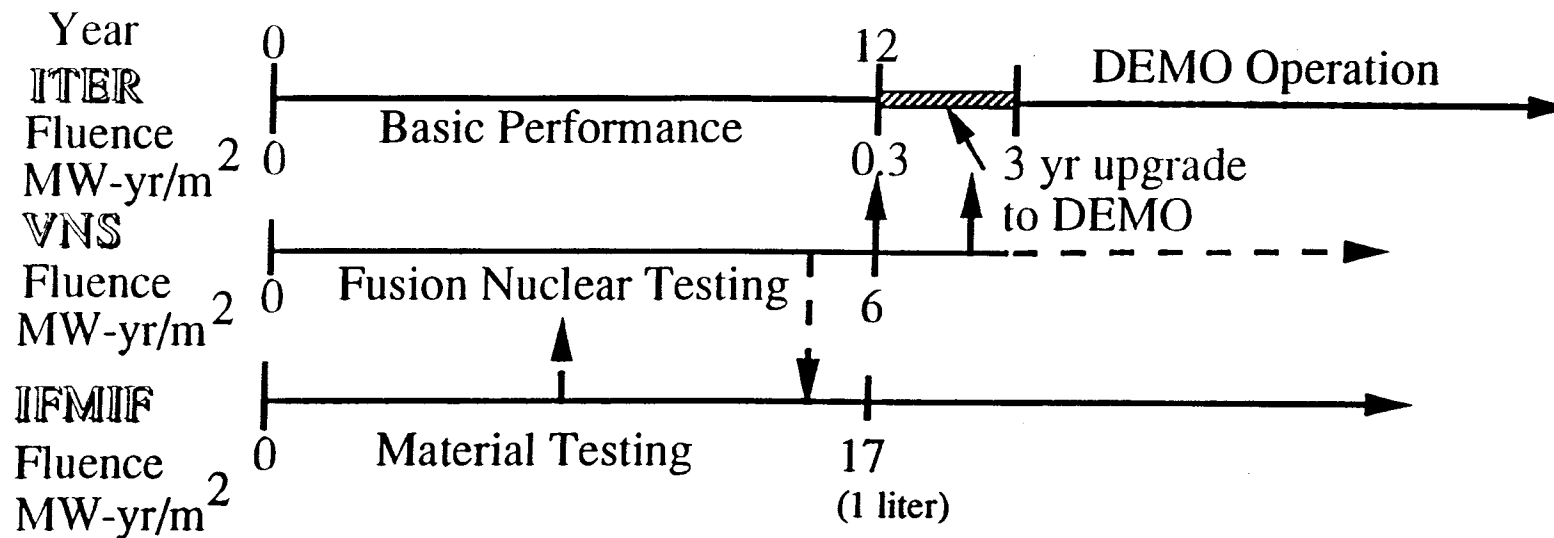 Year 0 12
ITER DEMO Operation
Fluence Basic Performance
MW-yr/m2 0 0.3 3 yr upgrade
to DEMO
VNS
Fluence Fusion Nuclear Testing
MW-yr/m2 0 6
IFMIF
Fluence 0 Material Testing 17
MW-yr/m2 (1 liter)